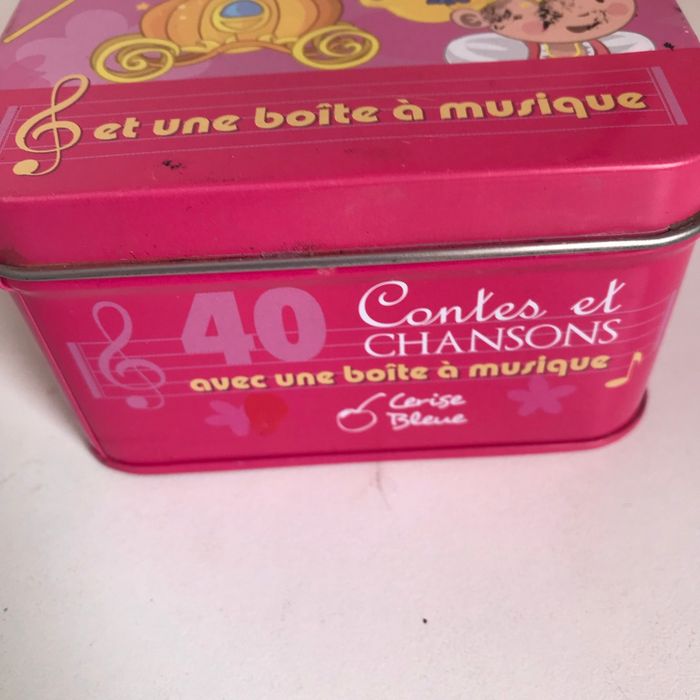 et une boîte à musique
40
Contes et
CHANSONS
avec une boîte à musique
Cerise
Bleue